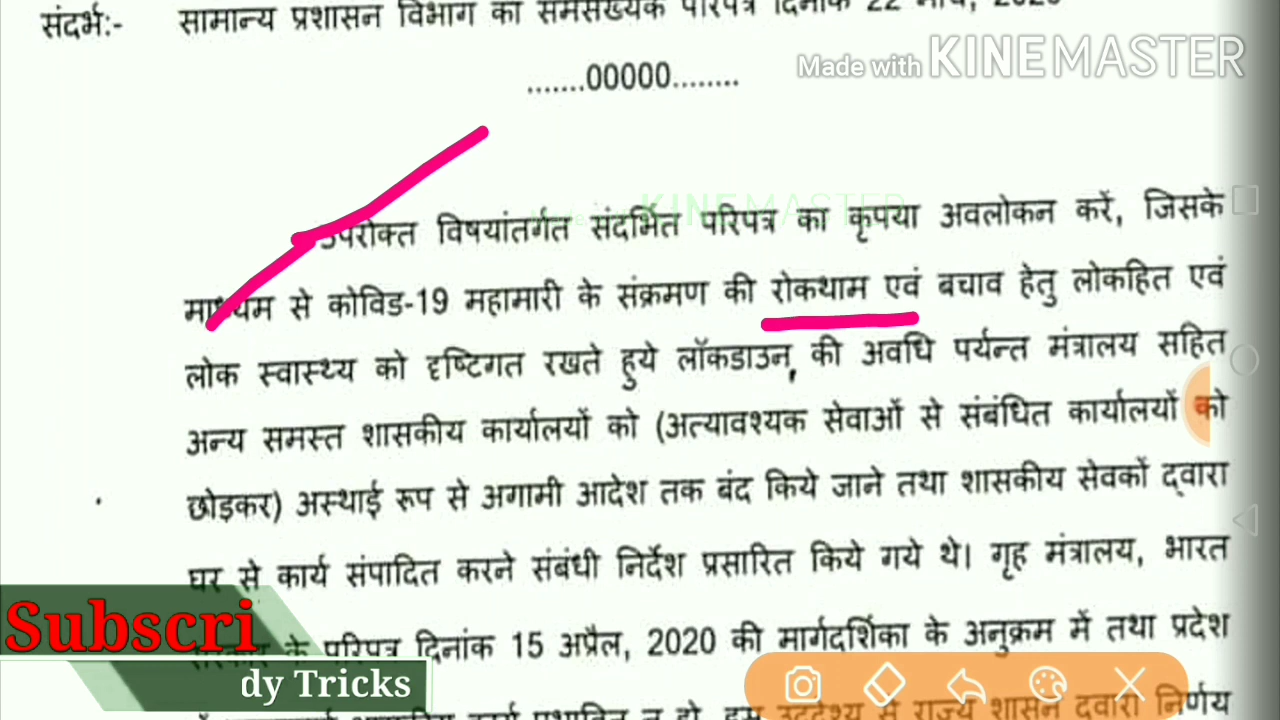 संदर्भ:- सामान्य प्रशासन विभाग का समसंख्यक परिपत्र दिनांक 22 मार्च, 2020
.......00000........
Made with KINEMASTER
उपरोक्त विषयांतर्गत संदर्भित परिपत्र का कृपया अवलोकन करें, जिसके
माध्यम से कोविड-19 महामारी के संक्रमण की रोकथाम एवं बचाव हेतु लोकहित एवं
लोक स्वास्थ्य को दृष्टिगत रखते हुये लॉकडाउन, की अवधि पर्यन्त मंत्रालय सहित
अन्य समस्त शासकीय कार्यालयों को (अत्यावश्यक सेवाओं से संबंधित कार्यालयों को
छोड़कर) अस्थाई रूप से अगामी आदेश तक बंद किये जाने तथा शासकीय सेवकों द्वारा
घर से कार्य संपादित करने संबंधी निर्देश प्रसारित किये गये थे। गृह मंत्रालय, भारत
सरकार के परिपत्र दिनांक 15 अप्रैल, 2020 की मार्गदर्शिका के अनुक्रम में तथा प्रदेश
राज्य शासन द्वारा निर्णय
Subscri
dy Tricks